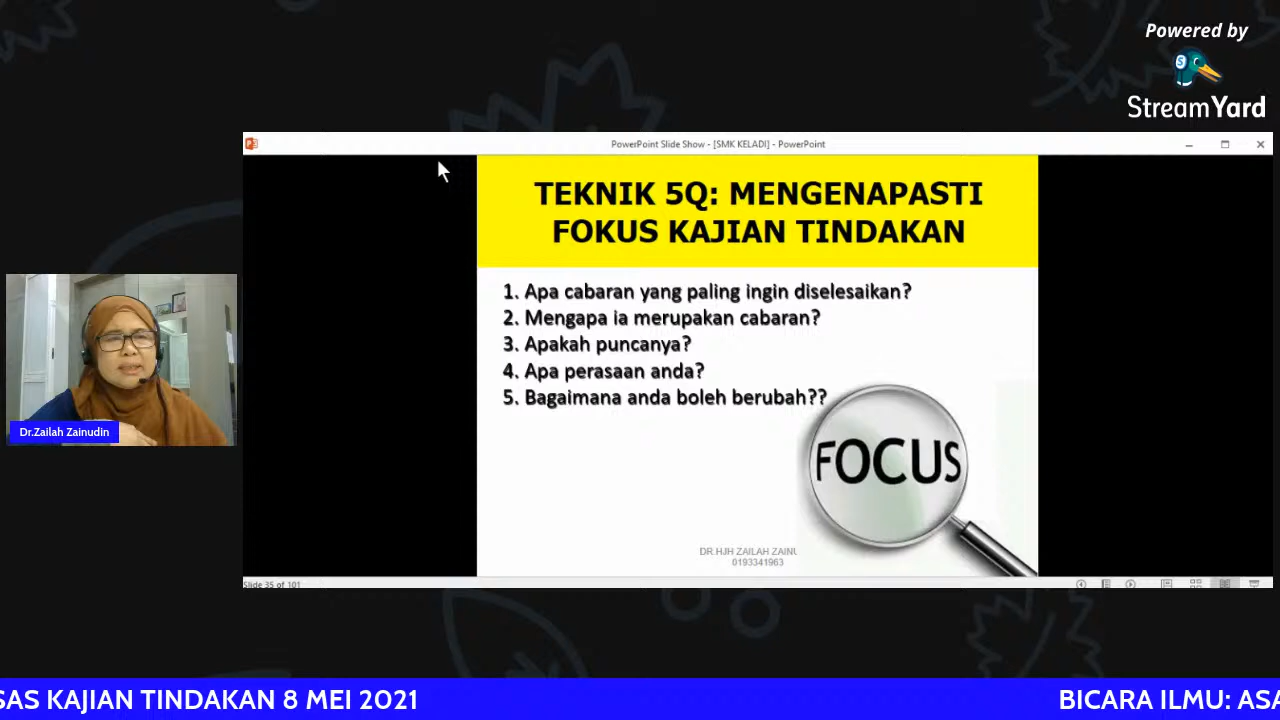 Powered by
StreamYard
PowerPoint Slide Show - [SMK KELADI] - PowerPoint
TEKNIK 5Q: MENGENAPASTI
FOKUS KAJIAN TINDAKAN
1. Apa cabaran yang paling ingin diselesaikan?
2. Mengapa ia merupakan cabaran?
3. Apakah puncanya?
4. Apa perasaan anda?
5. Bagaimana anda boleh berubah??
FOCUS
Dr.Zailah Zainudin
DR.HJH ZAILAH ZAINU
0193341963
Slide 35 of 101
SAS KAJIAN TINDAKAN 8 MEI 2021
BICARA ILMU: ASA